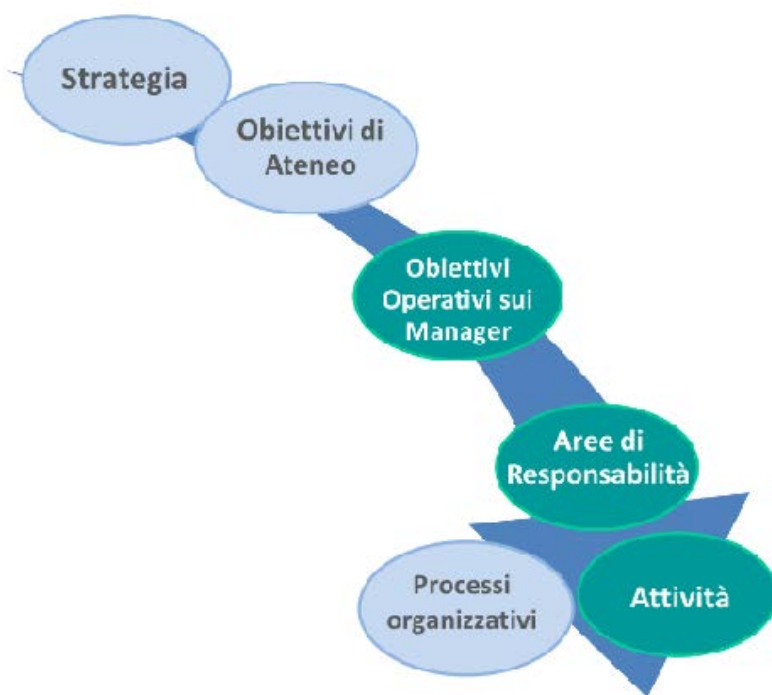 Strategia
Obiettivi di
Ateneo
Obiettivi
Operativi sui
Manager
Aree di
Responsabilità
Processi
organizzativi
Attività